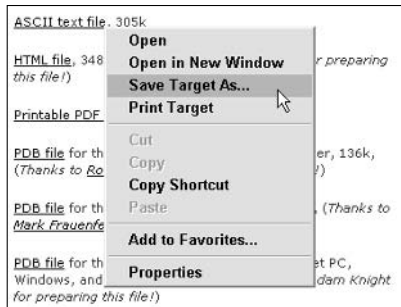 ASCII text file. 305k
Open
HTML file, 348
Open in New Window
r preparing
this file!)
Save Target As...
Print Target
Printable PDF
Cut
PDB file for th
er, 136k,
Copy
(Thanks to Ro
!)
Copy Shortcut
PDB file for th
Paste
. (Thanks to
Mark Frauenfe
Add to Favorites...
PDB file for th
et PC,
Properties
Windows, and
dam Knight
for preparing this file!)